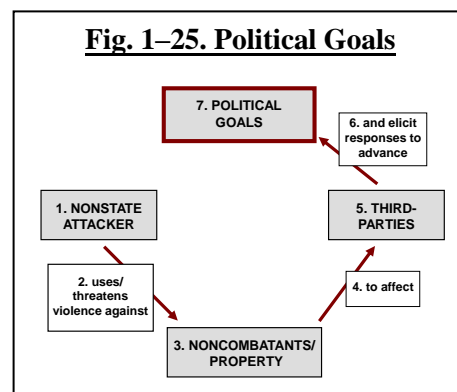 Fig. 1–25. Political Goals
7. POLITICAL
GOALS
6. and elicit
responses to
advance
1. NONSTATE
ATTACKER
5. THIRD-
PARTIES
2. uses/
threatens
violence against
4. to affect
3. NONCOMBATANTS/
PROPERTY